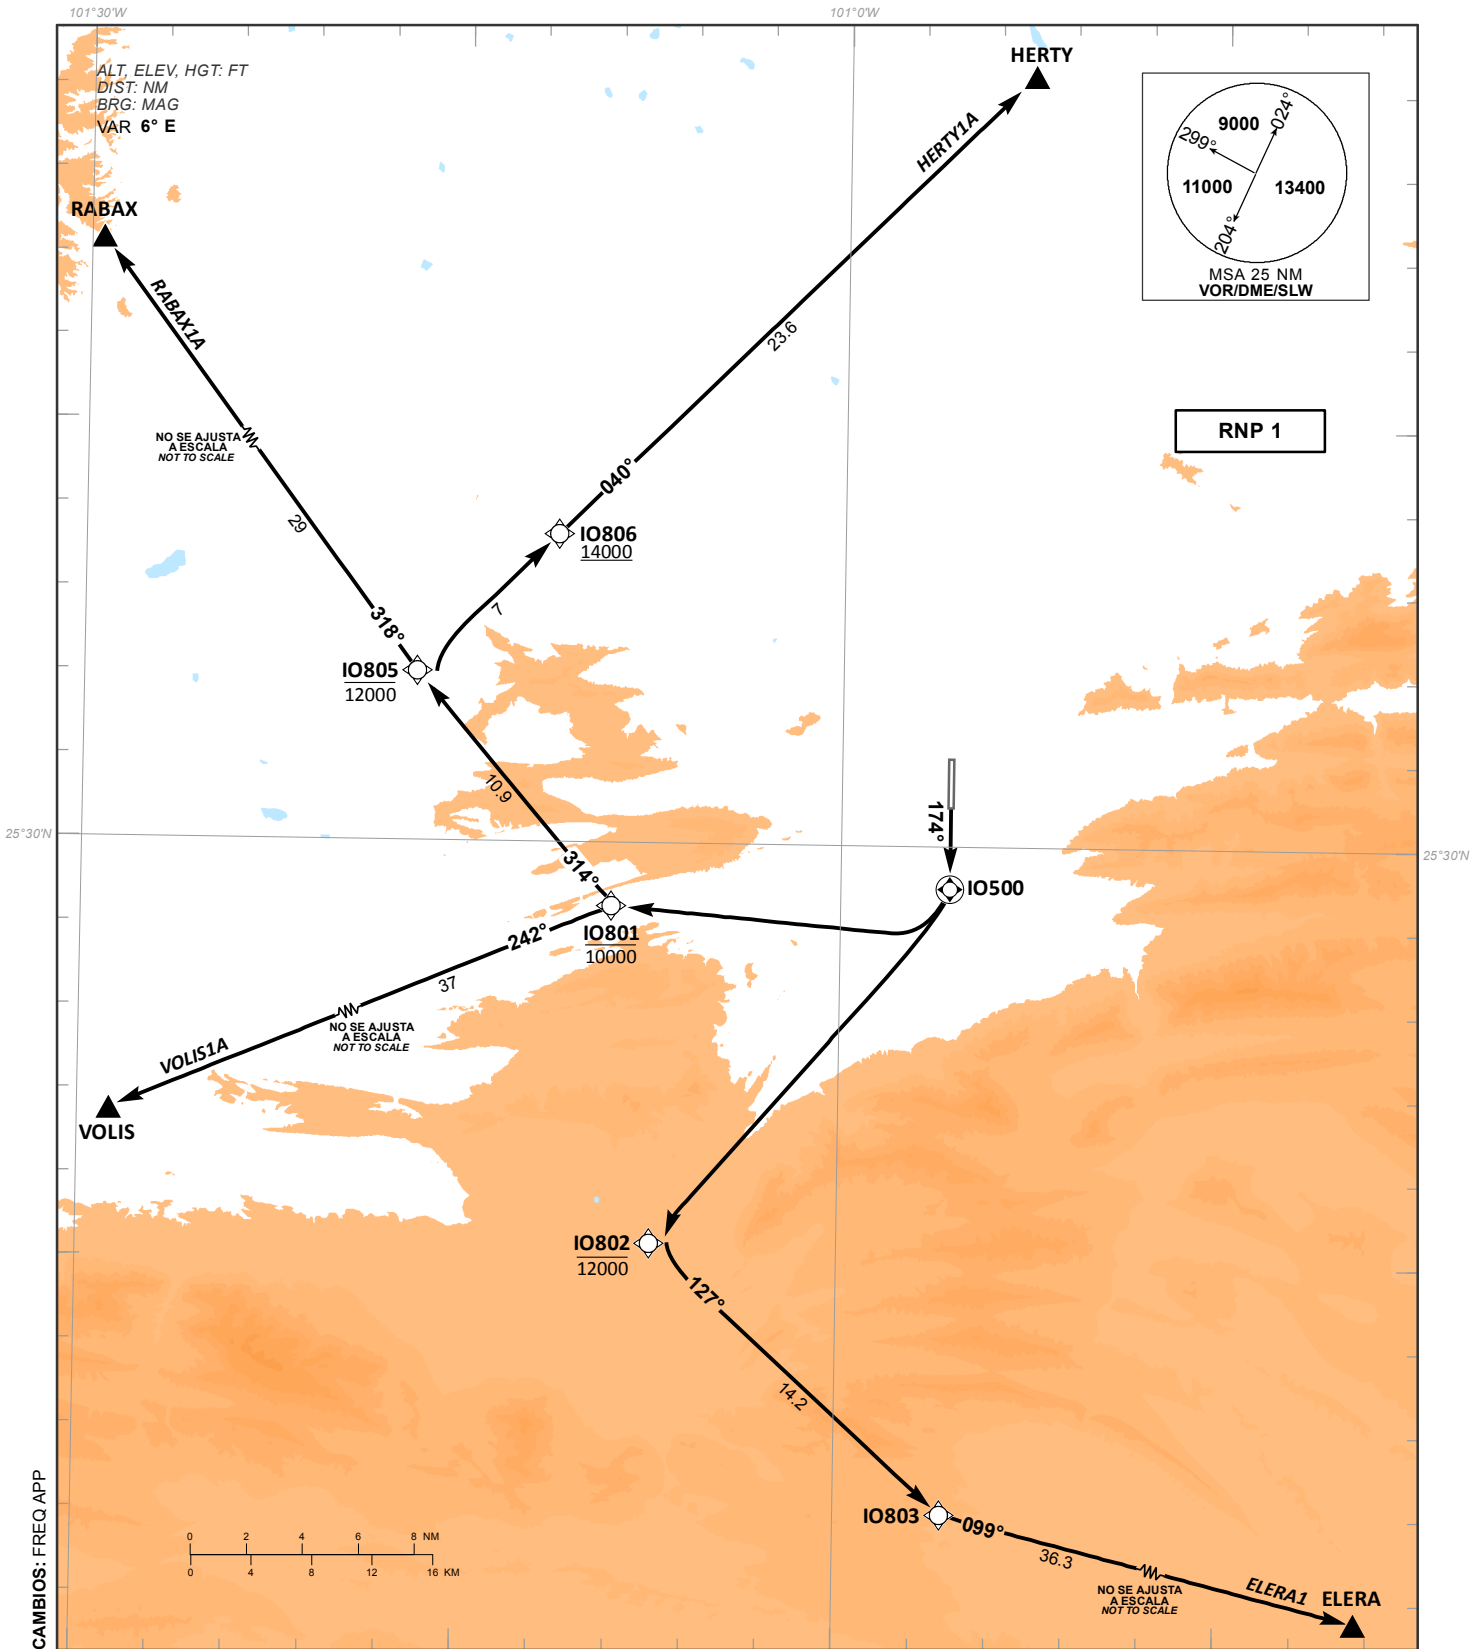 101°30'W
101°0'W
ALT, ELEV, HGT: FT
DIST: NM
BRG: MAG
VAR 6° E
HERTY
HERTY1A
9000
024°
299°
11000
13400
204°
MSA 25 NM
VOR/DME/SLW
RABAX
RABAX1A
23.6
RNP 1
NO SE AJUSTA
A ESCALA
NOT TO SCALE
040°
29
IO806
14000
7
318°
IO805
12000
10.9
174°
25°30'N
25°30'N
314°
IO500
IO801
10000
242°
37
NO SE AJUSTA
A ESCALA
NOT TO SCALE
VOLIS1A
VOLIS
IO802
12000
127°
14.2
IO803
099°
36.3
NO SE AJUSTA
A ESCALA
NOT TO SCALE
ELERA1
ELERA
0 2 4 6 8 NM
0 4 8 12 16 KM
CAMBIOS: FREQ APP